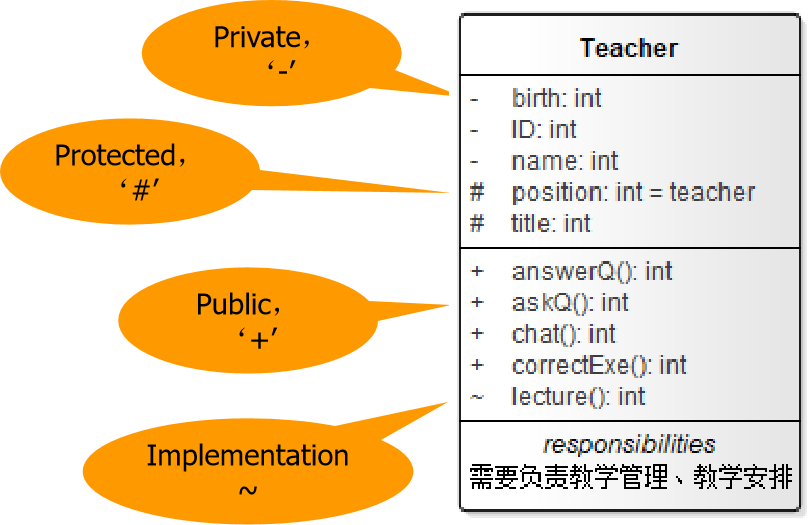 Private，
‘-’
Protected，
‘#’
Public，
‘+’
Implementation
~
Teacher
- birth: int
- ID: int
- name: int
# position: int = teacher
# title: int
+ answerQ(): int
+ askQ(): int
+ chat(): int
+ correctExe(): int
~ lecture(): int
responsibilities
需要负责教学管理、教学安排